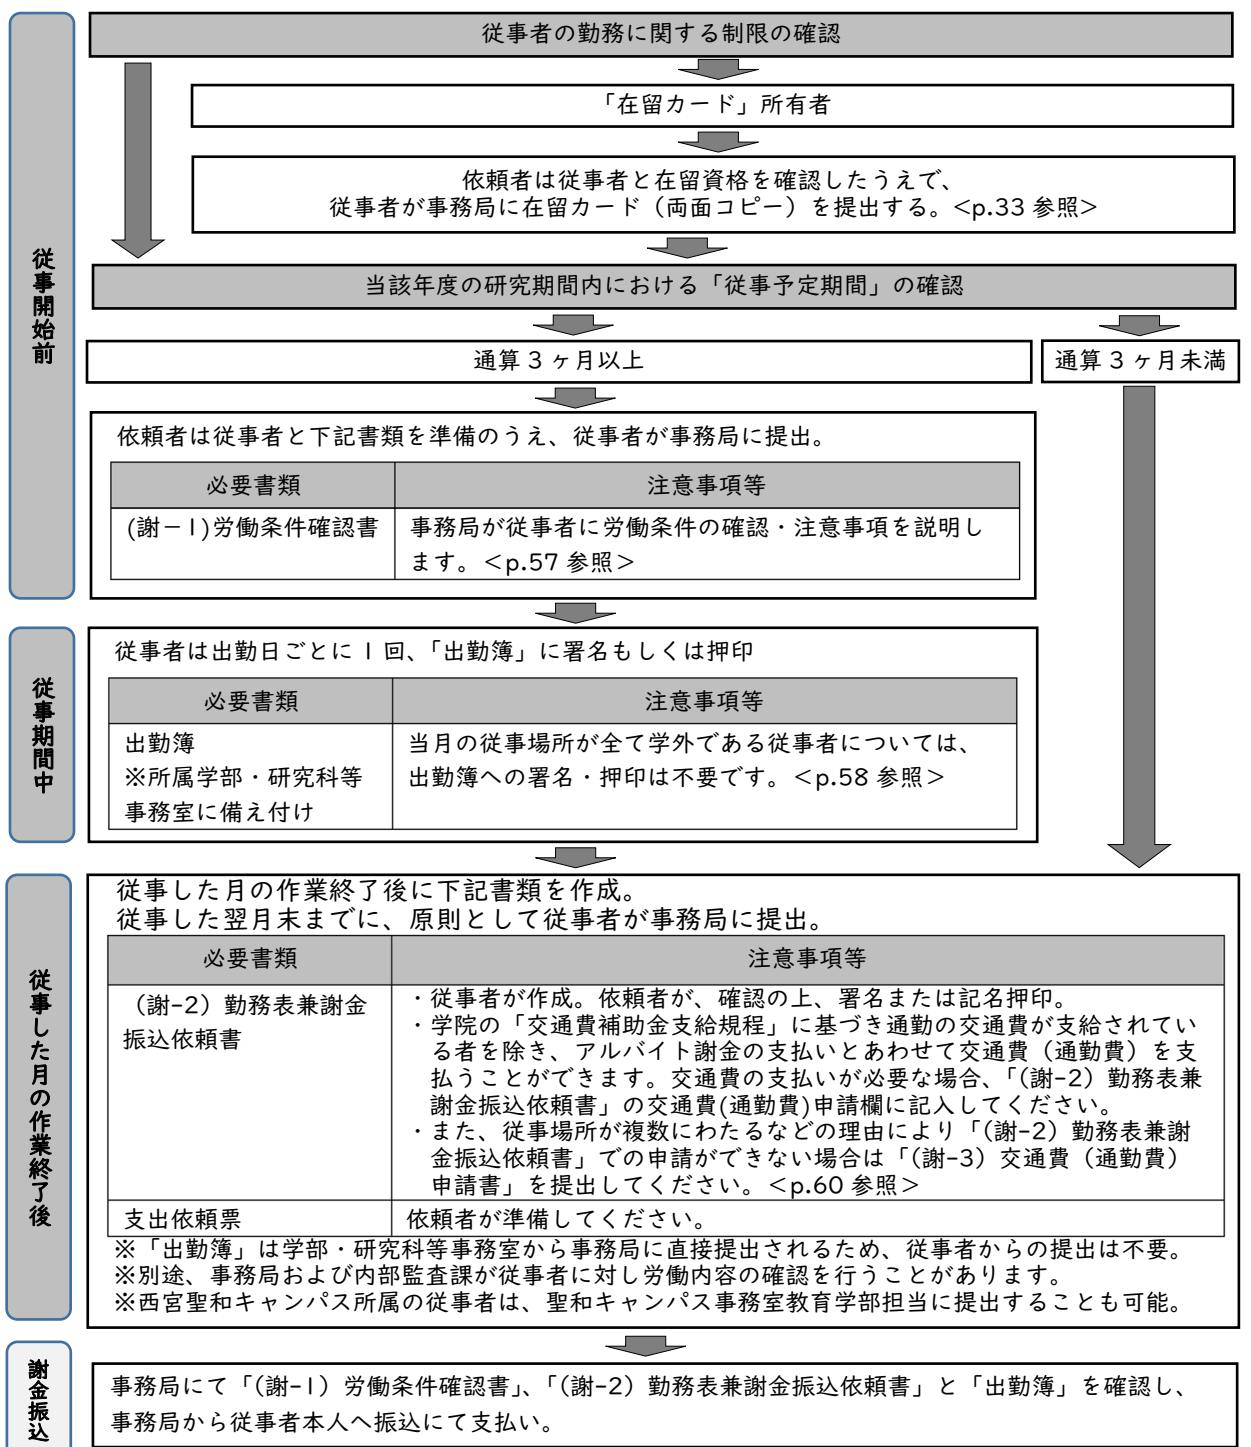 従事者の勤務に関する制限の確認
「在留カード」所有者
依頼者は従事者と在留資格を確認したうえで、
従事者が事務局に在留カード（両面コピー）を提出する。＜p.33 参照＞
従事開始前
当該年度の研究期間内における「従事予定期間」の確認
通算 3 ヶ月以上
通算 3 ヶ月未満
依頼者は従事者と下記書類を準備のうえ、従事者が事務局に提出。
必要書類
注意事項等
(謝－1)労働条件確認書
事務局が従事者に労働条件の確認・注意事項を説明し
ます。＜p.57 参照＞
従事期間中
従事者は出勤日ごとに 1 回、「出勤簿」に署名もしくは押印
必要書類
注意事項等
出勤簿
※所属学部・研究科等
事務室に備え付け
当月の従事場所が全て学外である従事者については、
出勤簿への署名・押印は不要です。＜p.58 参照＞
従事した月の作業終了後
従事した月の作業終了後に下記書類を作成。
従事した翌月末までに、原則として従事者が事務局に提出。
必要書類
注意事項等
（謝-2）勤務表兼謝金
振込依頼書
・従事者が作成。依頼者が、確認の上、署名または記名押印。
・学院の「交通費補助金支給規程」に基づき通勤の交通費が支給されてい
る者を除き、アルバイト謝金の支払いとあわせて交通費（通勤費）を支
払うことができます。交通費の支払いが必要な場合、「(謝-2）勤務表兼
謝金振込依頼書」の交通費(通勤費)申請欄に記入してください。
・また、従事場所が複数にわたるなどの理由により「(謝-2）勤務表兼謝
金振込依頼書」での申請ができない場合は「(謝-3）交通費（通勤費）
申請書」を提出してください。＜p.60 参照＞
支出依頼票
依頼者が準備してください。
※「出勤簿」は学部・研究科等事務室から事務局に直接提出されるため、従事者からの提出は不要。
※別途、事務局および内部監査課が従事者に対し労働内容の確認を行うことがあります。
※西宮聖和キャンパス所属の従事者は、聖和キャンパス事務室教育学部担当に提出することも可能。
謝金振込
事務局にて「(謝-1）労働条件確認書」、「(謝-2）勤務表兼謝金振込依頼書」と「出勤簿」を確認し、
事務局から従事者本人へ振込にて支払い。